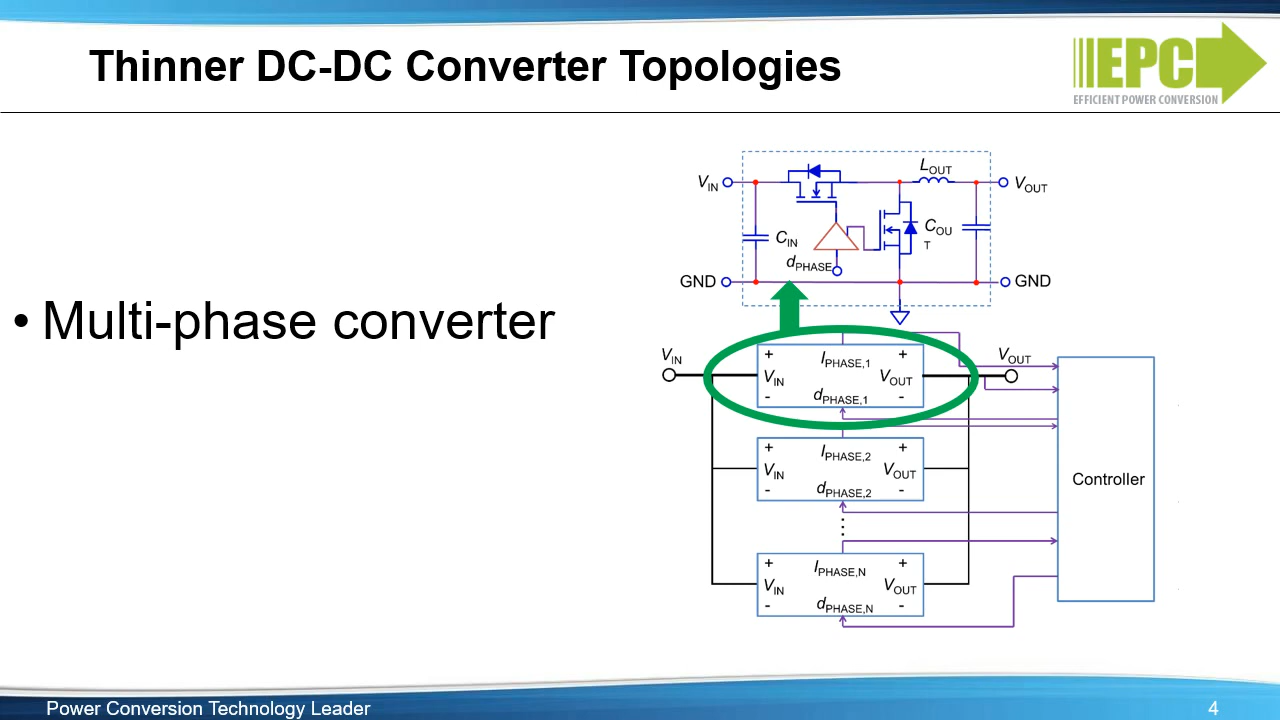 Thinner DC-DC Converter Topologies
EPC
EFFICIENT POWER CONVERSION
• Multi-phase converter
VIN
LOUT
VOUT
CIN
COU
T
dPHASE
GND
GND
VIN
VOUT
+ IPHASE,1 +
VIN VOUT
- dPHASE,1 -
+ IPHASE,2 +
VIN VOUT
- dPHASE,2 -
Controller
⋮
+ IPHASE,N +
VIN VOUT
- dPHASE,N -
Power Conversion Technology Leader
4